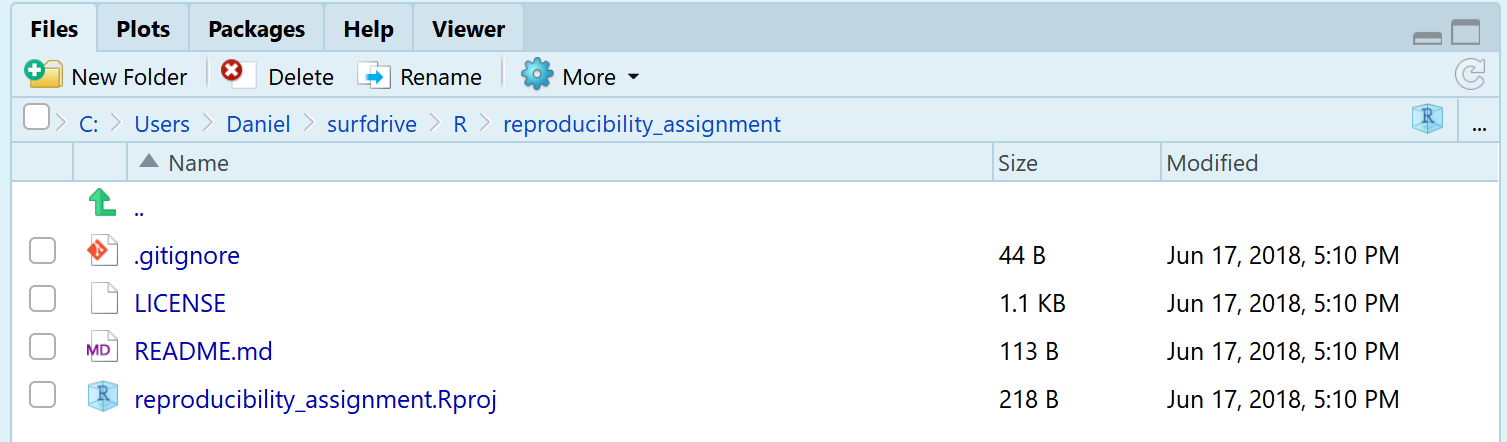 Files Plots Packages Help Viewer
New Folder Delete Rename More
C: Users Daniel surfdrive R reproducibility_assignment R ...
Name Size Modified
..
.gitignore 44 B Jun 17, 2018, 5:10 PM
LICENSE 1.1 KB Jun 17, 2018, 5:10 PM
MD README.md 113 B Jun 17, 2018, 5:10 PM
R reproducibility_assignment.Rproj 218 B Jun 17, 2018, 5:10 PM